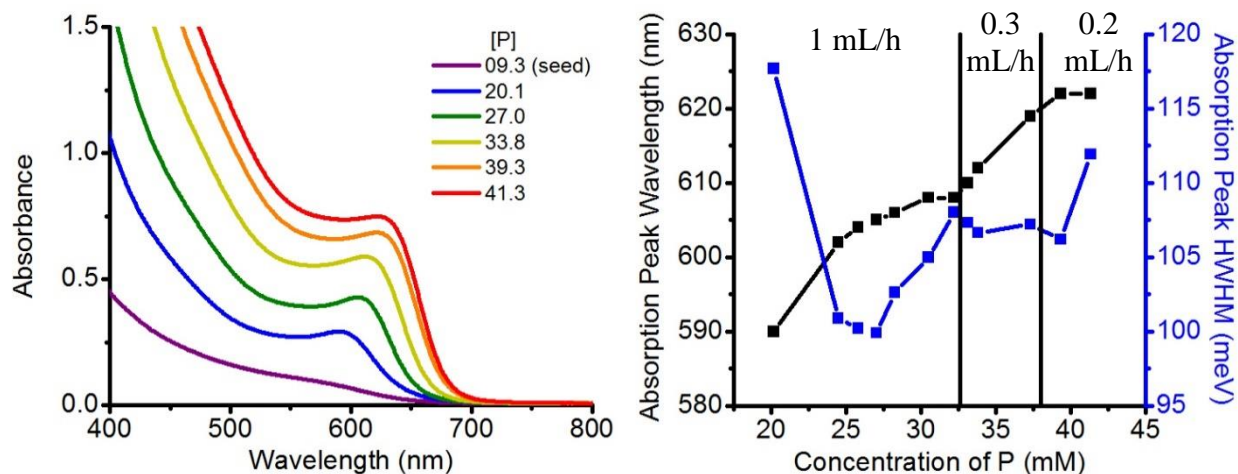 1.5
1.0
0.5
0.0
Absorbance
400 500 600 700 800
Wavelength (nm)
[P]
09.3 (seed)
20.1
27.0
33.8
39.3
41.3
630
620
610
600
590
580
Absorption Peak Wavelength (nm)
1 mL/h
0.3
mL/h
0.2
mL/h
20 25 30 35 40 45
Concentration of P (mM)
120
115
110
105
100
95
Absorption Peak HWHM (meV)